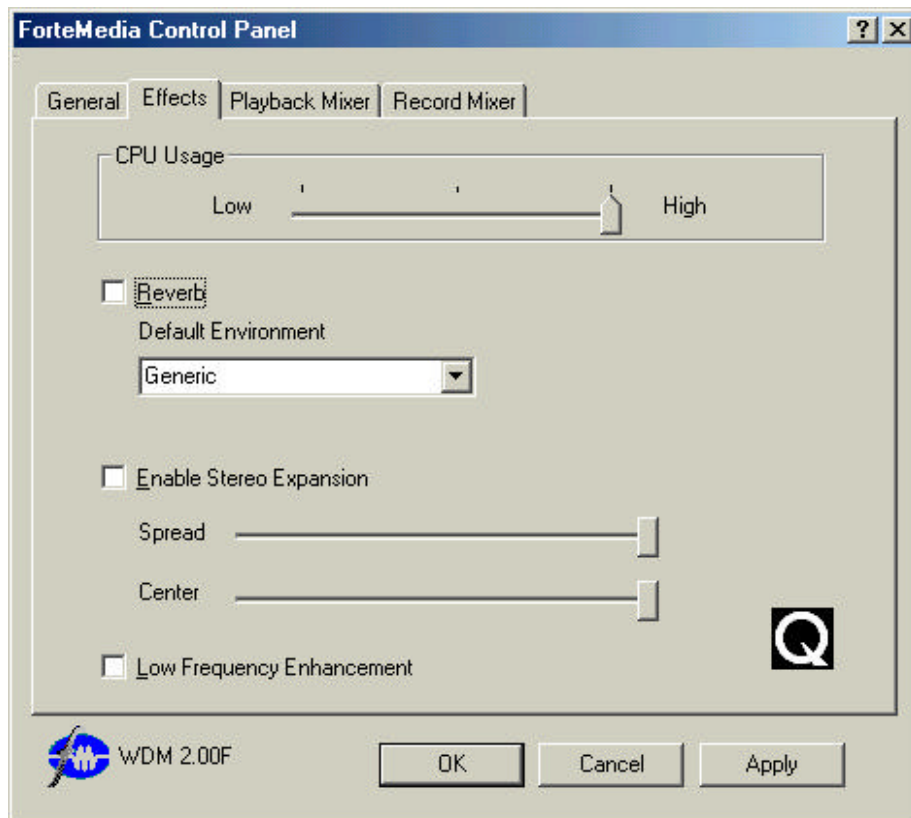 ForteMedia Control Panel
General Effects Playback Mixer Record Mixer
CPU Usage
Low High
Reverb
Default Environment
Generic
Enable Stereo Expansion
Spread
Center
Q
Low Frequency Enhancement
WDM 2.00F OK Cancel Apply